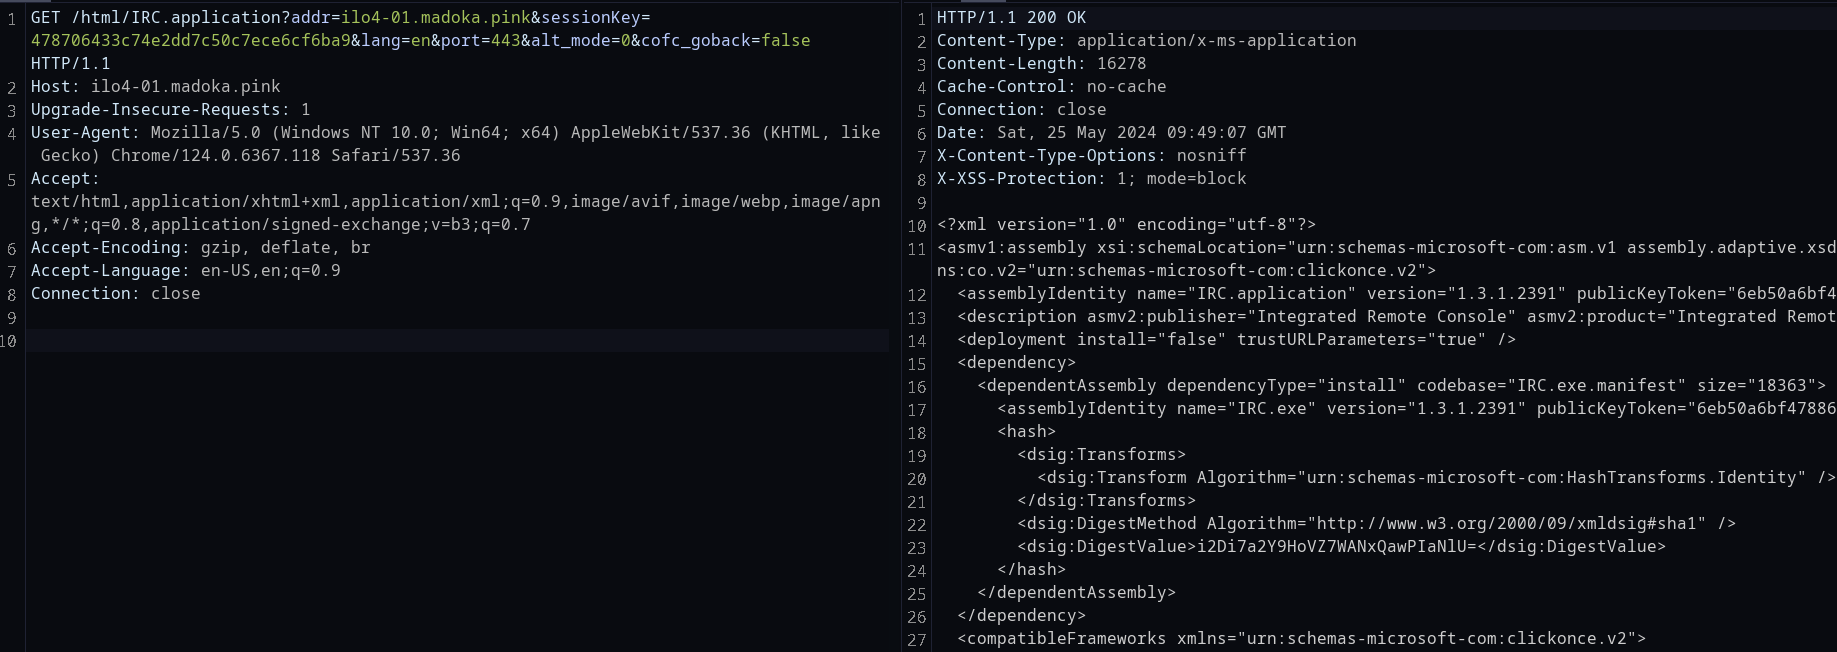 1 GET /html/IRC.application?addr=ilo4-01.madoka.pink&sessionKey=
478706433c74e2dd7c50c7ece6cf6ba9&lang=en&port=443&alt_mode=0&cofc_goback=false
HTTP/1.1
2 Host: ilo4-01.madoka.pink
3 Upgrade-Insecure-Requests: 1
4 User-Agent: Mozilla/5.0 (Windows NT 10.0; Win64; x64) AppleWebKit/537.36 (KHTML, like
Gecko) Chrome/124.0.6367.118 Safari/537.36
5 Accept:
text/html,application/xhtml+xml,application/xml;q=0.9,image/avif,image/webp,image/apn
g,*/*;q=0.8,application/signed-exchange;v=b3;q=0.7
6 Accept-Encoding: gzip, deflate, br
7 Accept-Language: en-US,en;q=0.9
8 Connection: close
9
10
1 HTTP/1.1 200 OK
2 Content-Type: application/x-ms-application
3 Content-Length: 16278
4 Cache-Control: no-cache
5 Connection: close
6 Date: Sat, 25 May 2024 09:49:07 GMT
7 X-Content-Type-Options: nosniff
8 X-XSS-Protection: 1; mode=block
9
10 <?xml version="1.0" encoding="utf-8"?>
11 <asmv1:assembly xsi:schemaLocation="urn:schemas-microsoft-com:asm.v1 assembly.adaptive.xsd
ns:co.v2="urn:schemas-microsoft-com:clickonce.v2">
12 <assemblyIdentity name="IRC.application" version="1.3.1.2391" publicKeyToken="6eb50a6bf4
13 <description asmv2:publisher="Integrated Remote Console" asmv2:product="Integrated Remot
14 <deployment install="false" trustURLParameters="true" />
15 <dependency>
16 <dependentAssembly dependencyType="install" codebase="IRC.exe.manifest" size="18363">
17 <assemblyIdentity name="IRC.exe" version="1.3.1.2391" publicKeyToken="6eb50a6bf47886
18 <hash>
19 <dsig:Transforms>
20 <dsig:Transform Algorithm="urn:schemas-microsoft-com:HashTransforms.Identity" />
21 </dsig:Transforms>
22 <dsig:DigestMethod Algorithm="http://www.w3.org/2000/09/xmldsig#sha1" />
23 <dsig:DigestValue>i2Di7a2Y9HoVZ7WANxQawPIaNlU=</dsig:DigestValue>
24 </hash>
25 </dependentAssembly>
26 </dependency>
27 <compatibleFrameworks xmlns="urn:schemas-microsoft-com:clickonce.v2">